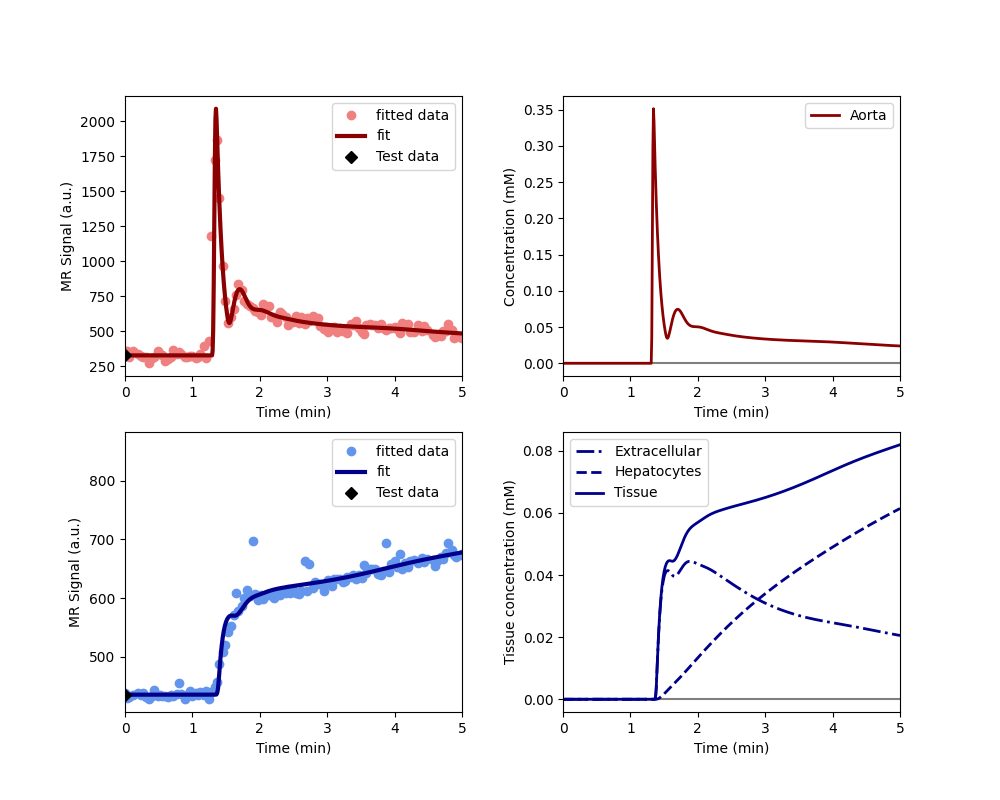 MR Signal (a.u.)
2000
1750
1500
1250
1000
750
500
250
0 1 2 3 4 5
Time (min)
fitted data
fit
Test data
Concentration (mM)
0.35
0.30
0.25
0.20
0.15
0.10
0.05
0.00
0 1 2 3 4 5
Time (min)
Aorta
MR Signal (a.u.)
800
700
600
500
0 1 2 3 4 5
Time (min)
fitted data
fit
Test data
Tissue concentration (mM)
0.08
0.06
0.04
0.02
0.00
0 1 2 3 4 5
Time (min)
Extracellular
Hepatocytes
Tissue